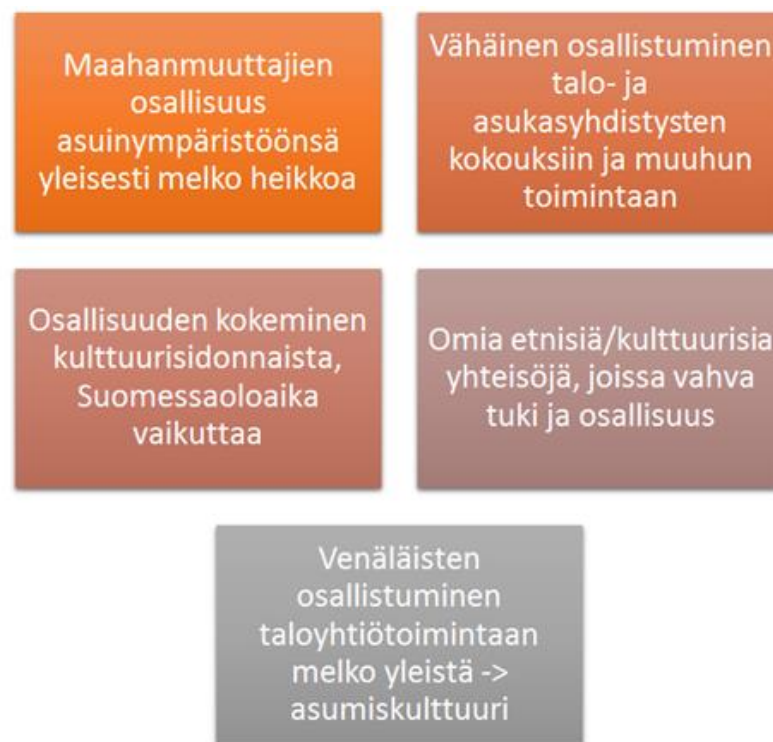 Maahanmuuttajien
osallisuus
asuinympäristöönsä
yleisesti melko heikkoa
Vähäinen osallistuminen
talo- ja
asukasyhdistysten
kokouksiin ja muuhun
toimintaan
Osallisuuden kokeminen
kulttuurisidonnaista,
Suomessaoloaika
vaikuttaa
Omia etnisiä/kulttuurisia
yhteisöjä, joissa vahva
tuki ja osallisuus
Venäläisten
osallistuminen
taloyhtiötoimintaan
melko yleistä ->
asumiskulttuuri